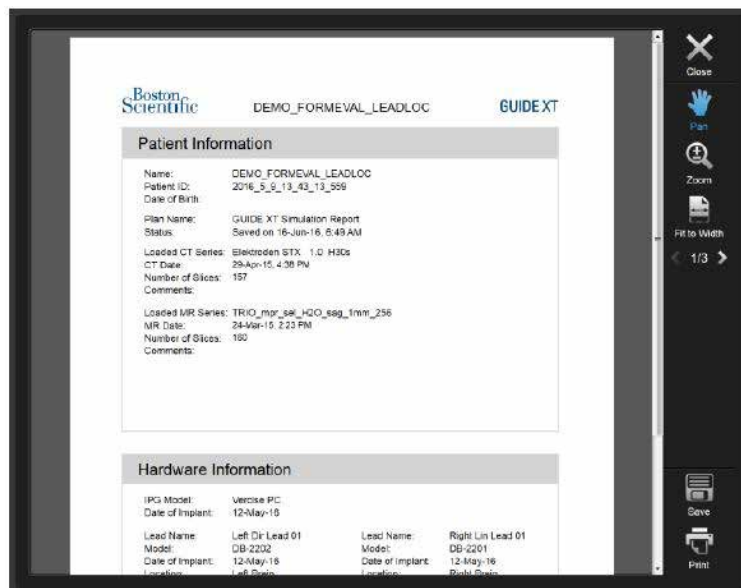 Boston
Scientific
DEMO_FORMEVAL_LEADLOC
GUIDE XT
Patient Information
Name: DEMO_FORMEVAL_LEADLOC
Patient ID: 2016_5_9_13_43_13_559
Date of Birth:
Plan Name: GUIDE XT Simulation Report
Status: Saved on 16-Jun-16, 6:49 AM
Loaded CT Series: Elektroden STX 1.0 H30s
CT Date: 29-Apr-15, 4:38 PM
Number of Slices: 157
Comments:
Loaded MR Series: TRIO_mpr_sel_H2O_sag_1mm_256
MR Date: 24-Mar-15, 2:23 PM
Number of Slices: 160
Comments:
Hardware Information
IPG Model: Vercise PC
Date of Implant: 12-May-16
Lead Name: Left Dir Lead 01 Lead Name: Right Lin Lead 01
Model: DB-2202 Model: DB-2201
Date of Implant: 12-May-16 Date of Implant 12-May-16
Location: Left Brain Location: Right Brain
Close
Pan
Zoom
Fit to Width
1/3
Save
Print